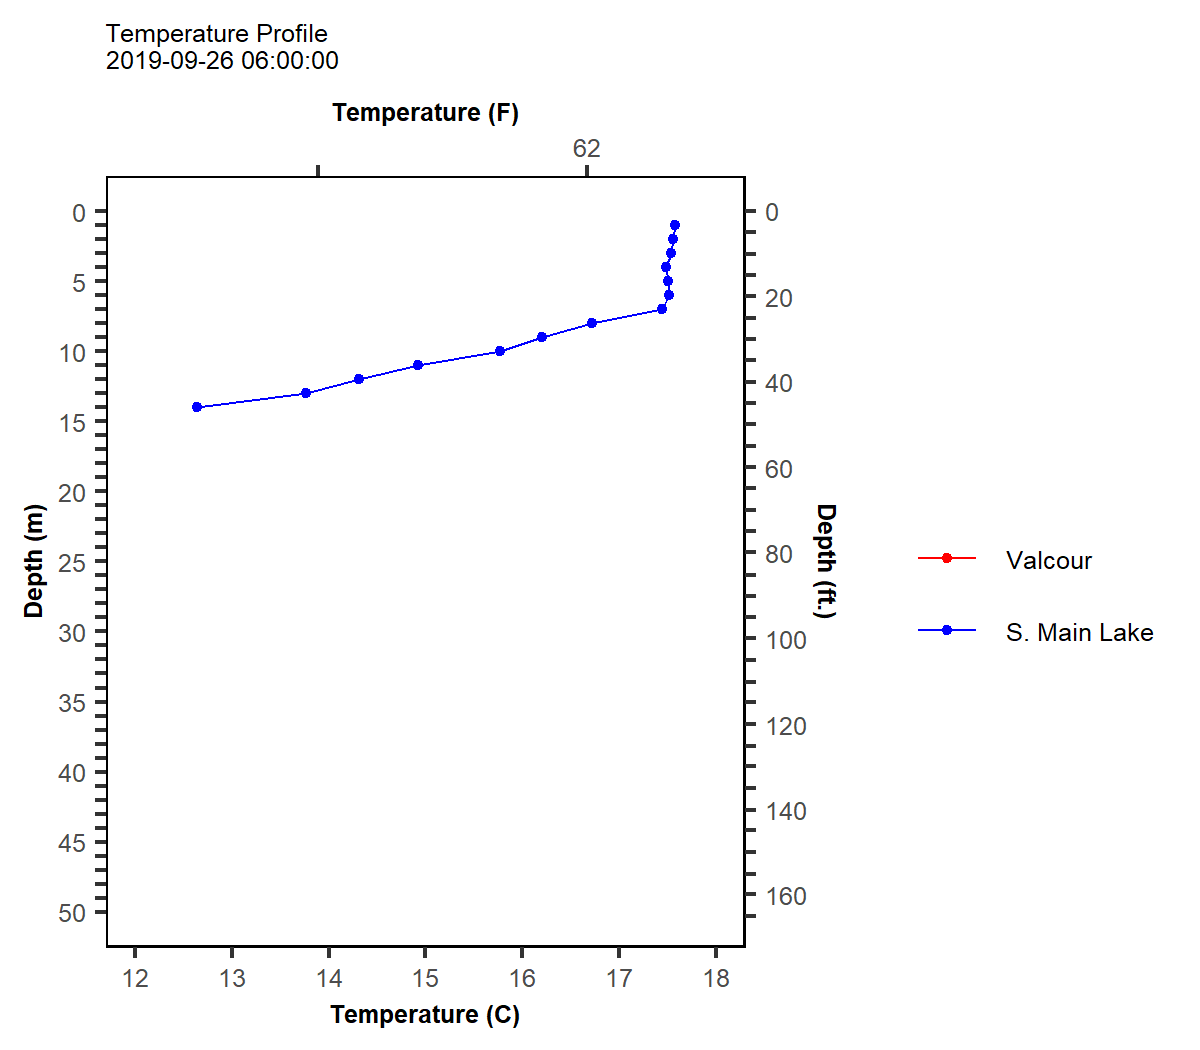 Temperature Profile
2019-09-26 06:00:00
Temperature (F)
62
0
5
10
15
20
25
30
35
40
45
50
Depth (m)
0
20
40
60
80
100
120
140
160
Depth (ft.)
12 13 14 15 16 17 18
Temperature (C)
Valcour
S. Main Lake